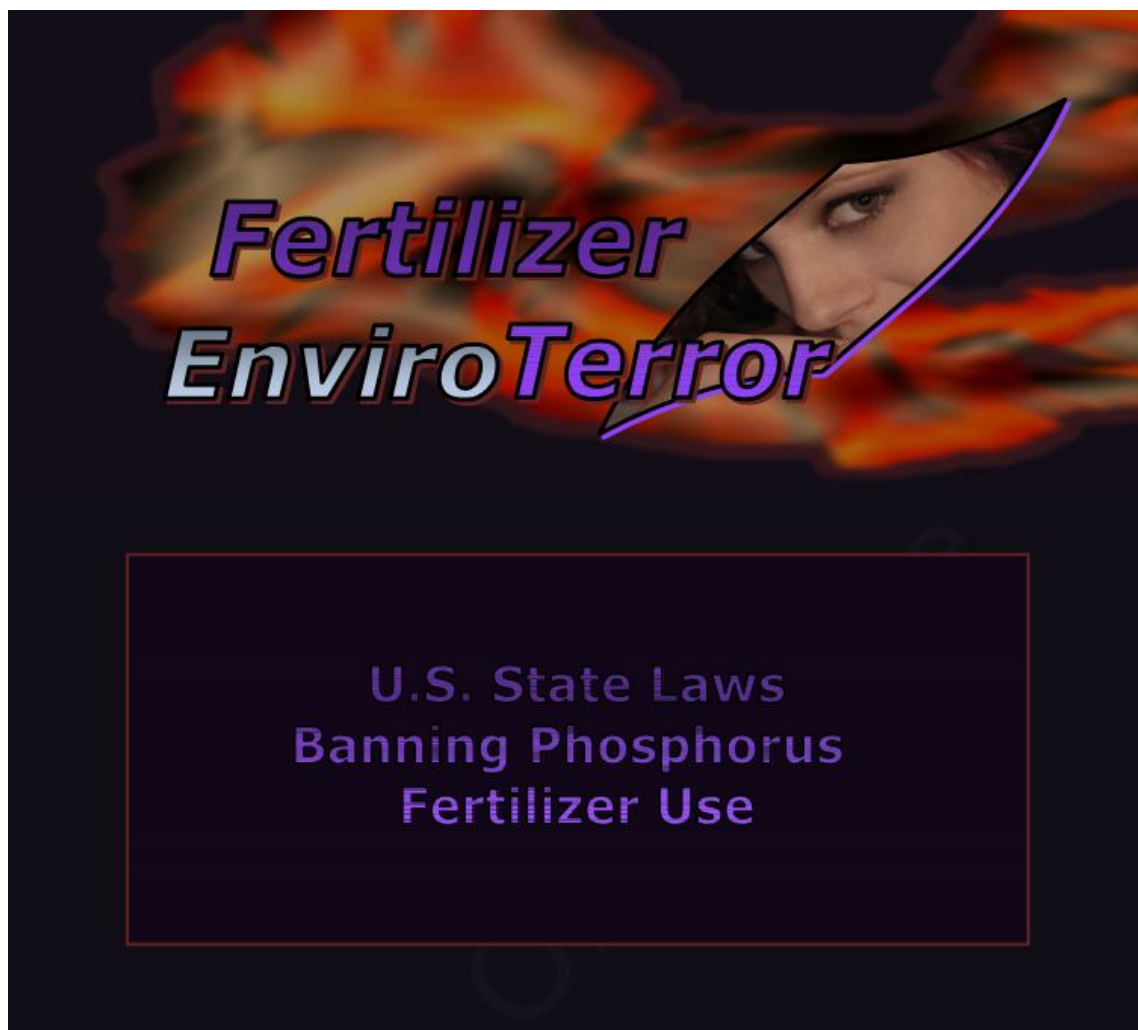 Fertilizer
EnviroTerror
U.S. State Laws
Banning Phosphorus
Fertilizer Use